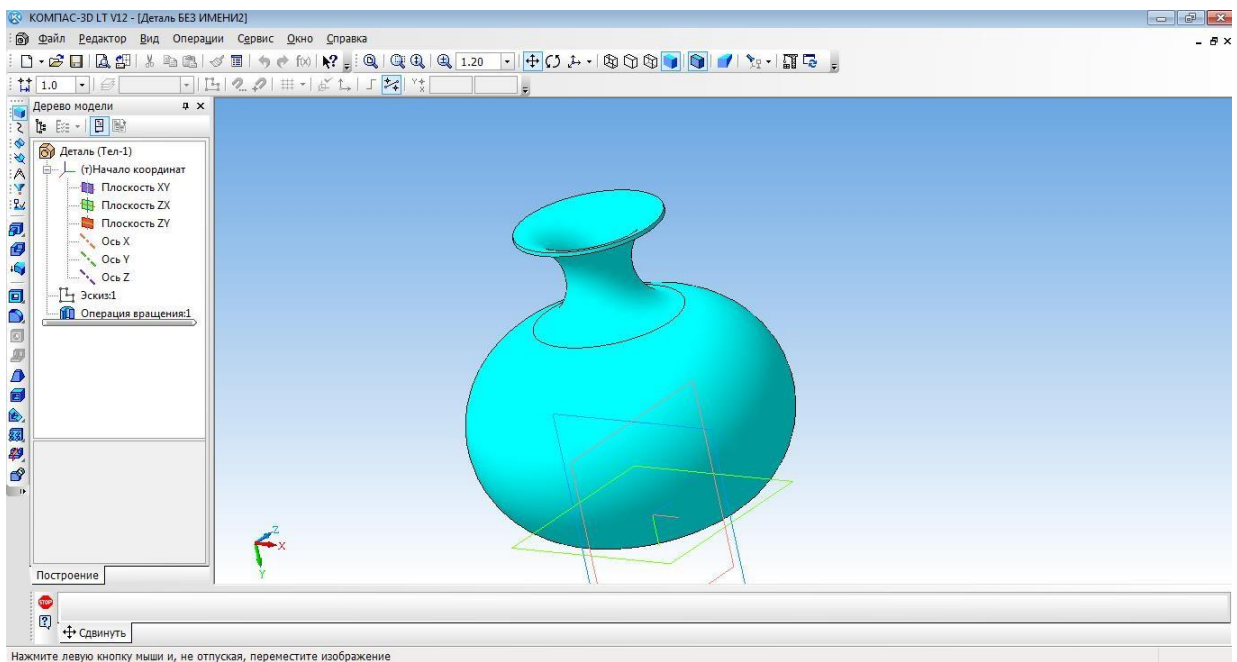 КОМПАС-3D LT V12 - [Деталь БЕЗ ИМЕНИ2]
Файл Редактор Вид Операции Сервис Окно Справка
1.20
1.0
Дерево модели
Деталь (Тел-1)
(т)Начало координат
Плоскость XY
Плоскость ZX
Плоскость ZY
Ось X
Ось Y
Ось Z
Эскиз:1
Операция вращения:1
Z
X
Y
Построение
STOP
Сдвинуть
Нажмите левую кнопку мыши и, не отпуская, переместите изображение